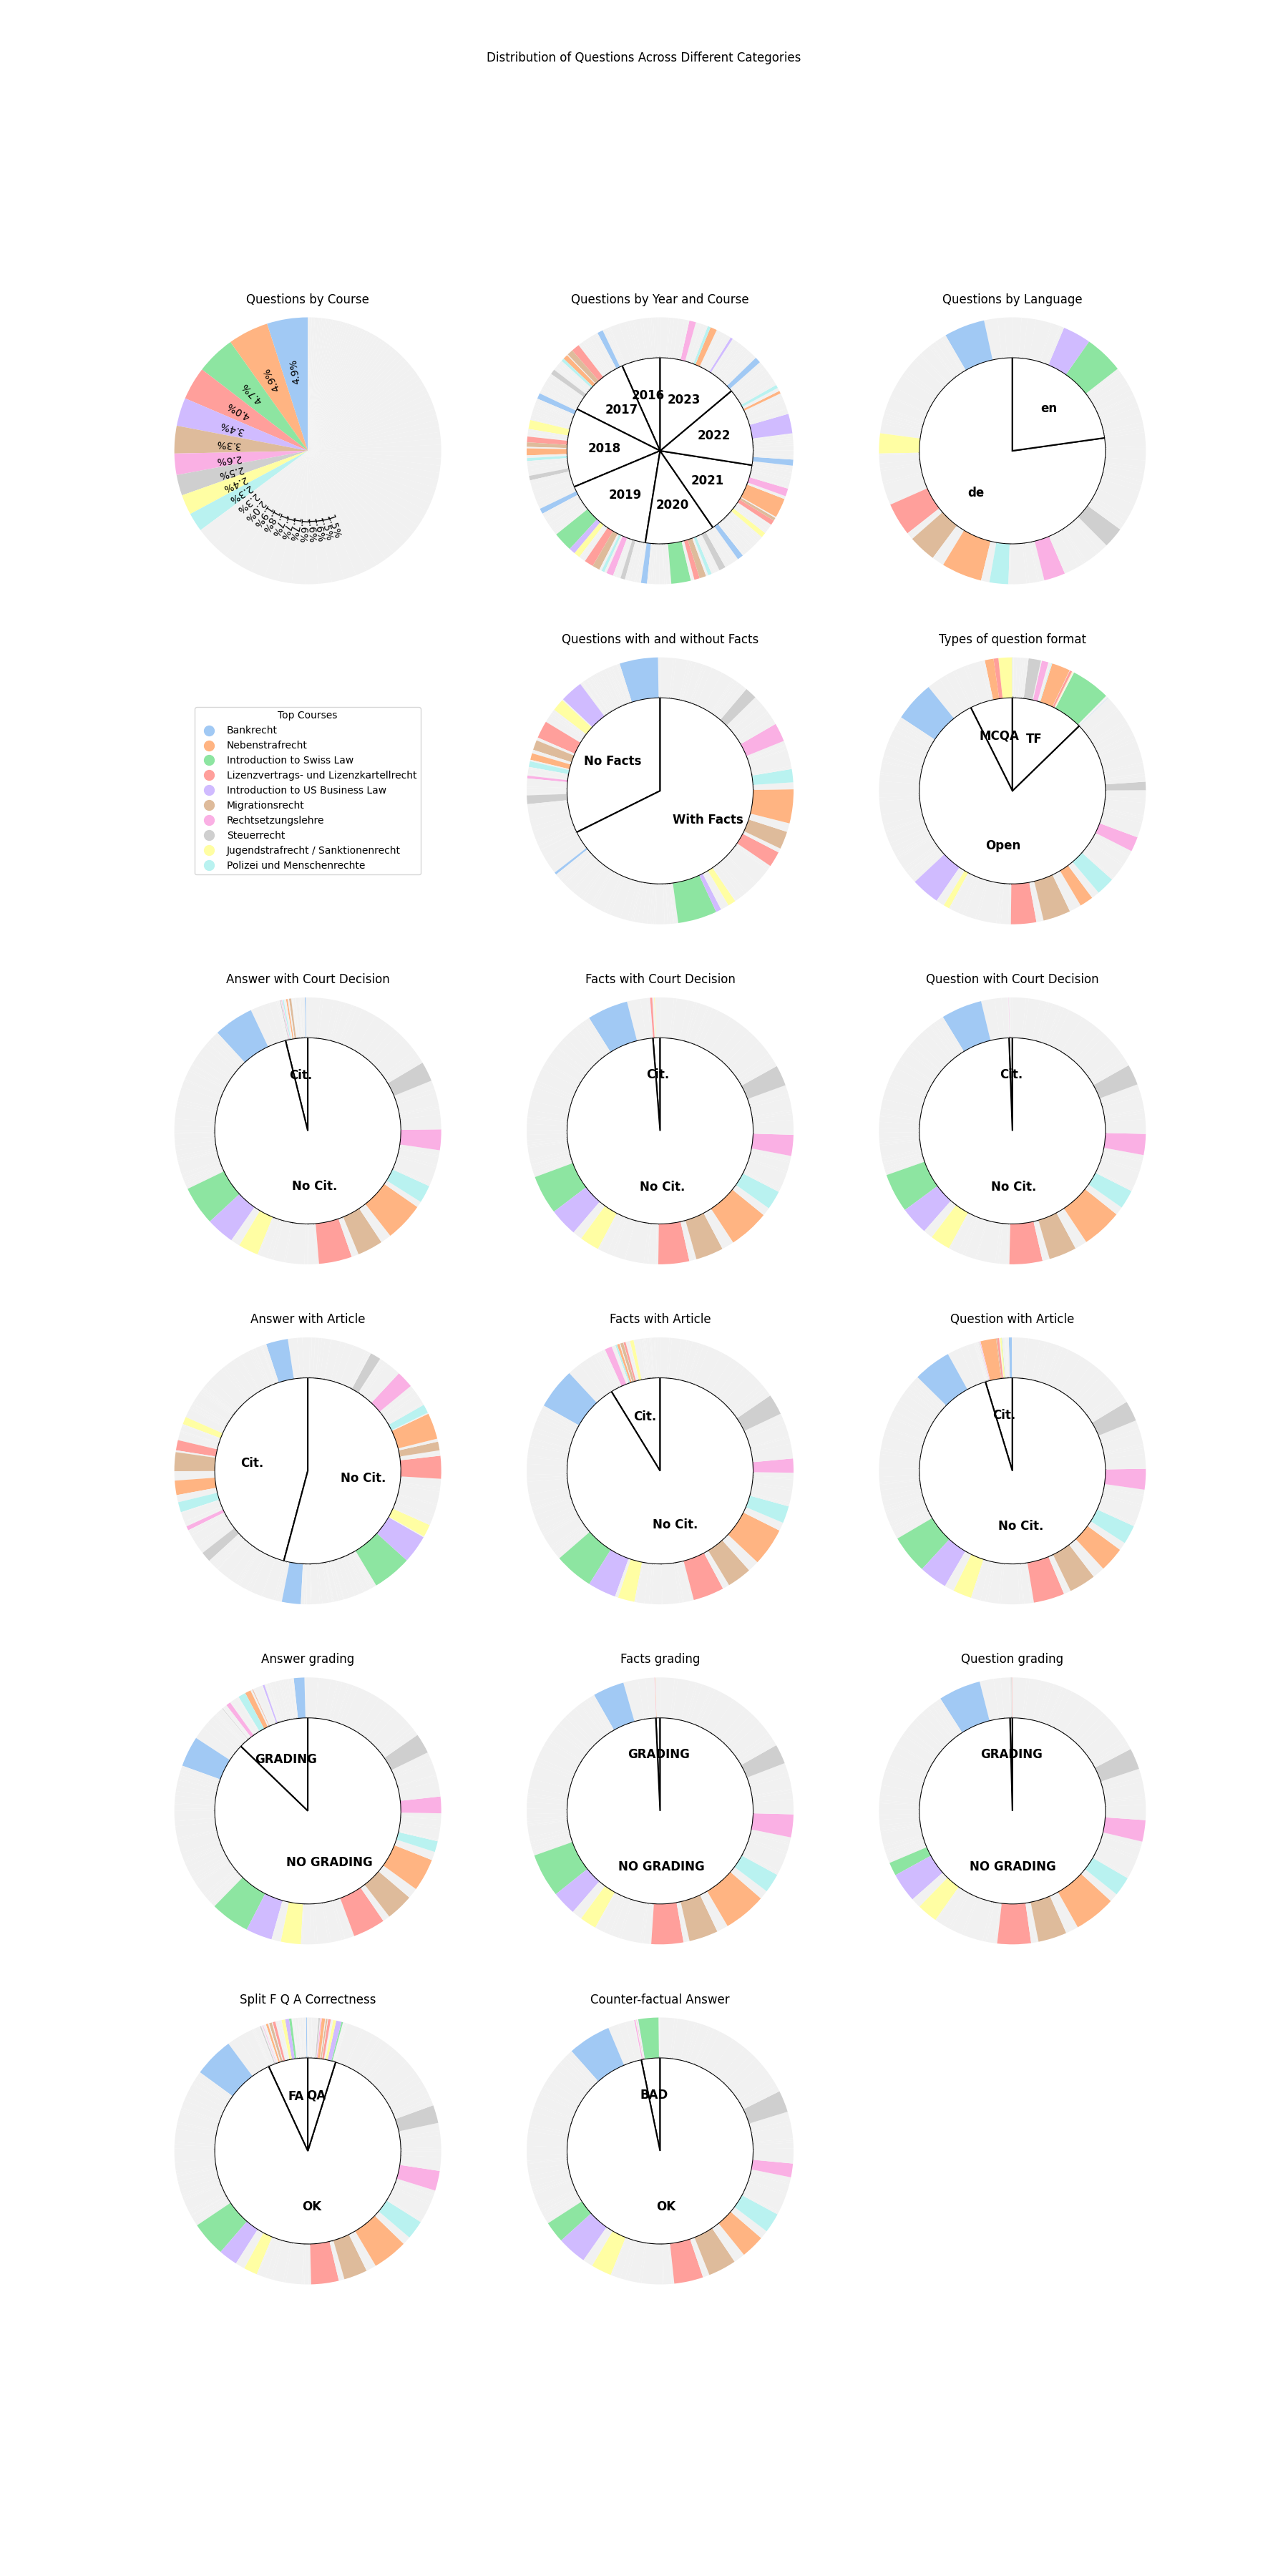 Distribution of Questions Across Different Categories
Questions by Course
4.9%
4.9%
4.7%
4.0%
3.4%
3.3%
2.6%
2.5%
2.4%
2.3%
Questions by Year and Course
2016
2023
2017
2022
2018
2021
2019
2020
Questions by Language
en
de
Top Courses
Bankrecht
Nebenstrafrecht
Introduction to Swiss Law
Lizenzvertrags- und Lizenzkartellrecht
Introduction to US Business Law
Migrationsrecht
Rechtsetzungslehre
Steuerrecht
Jugendstrafrecht / Sanktionenrecht
Polizei und Menschenrechte
Questions with and without Facts
No Facts
With Facts
Types of question format
MCQA
TF
Open
Answer with Court Decision
Cit.
No Cit.
Facts with Court Decision
Cit.
No Cit.
Question with Court Decision
Cit.
No Cit.
Answer with Article
Cit.
No Cit.
Facts with Article
Cit.
No Cit.
Question with Article
Cit.
No Cit.
Answer grading
GRADING
NO GRADING
Facts grading
GRADING
NO GRADING
Question grading
GRADING
NO GRADING
Split F Q A Correctness
FA
QA
OK
Counter-factual Answer
BAD
OK